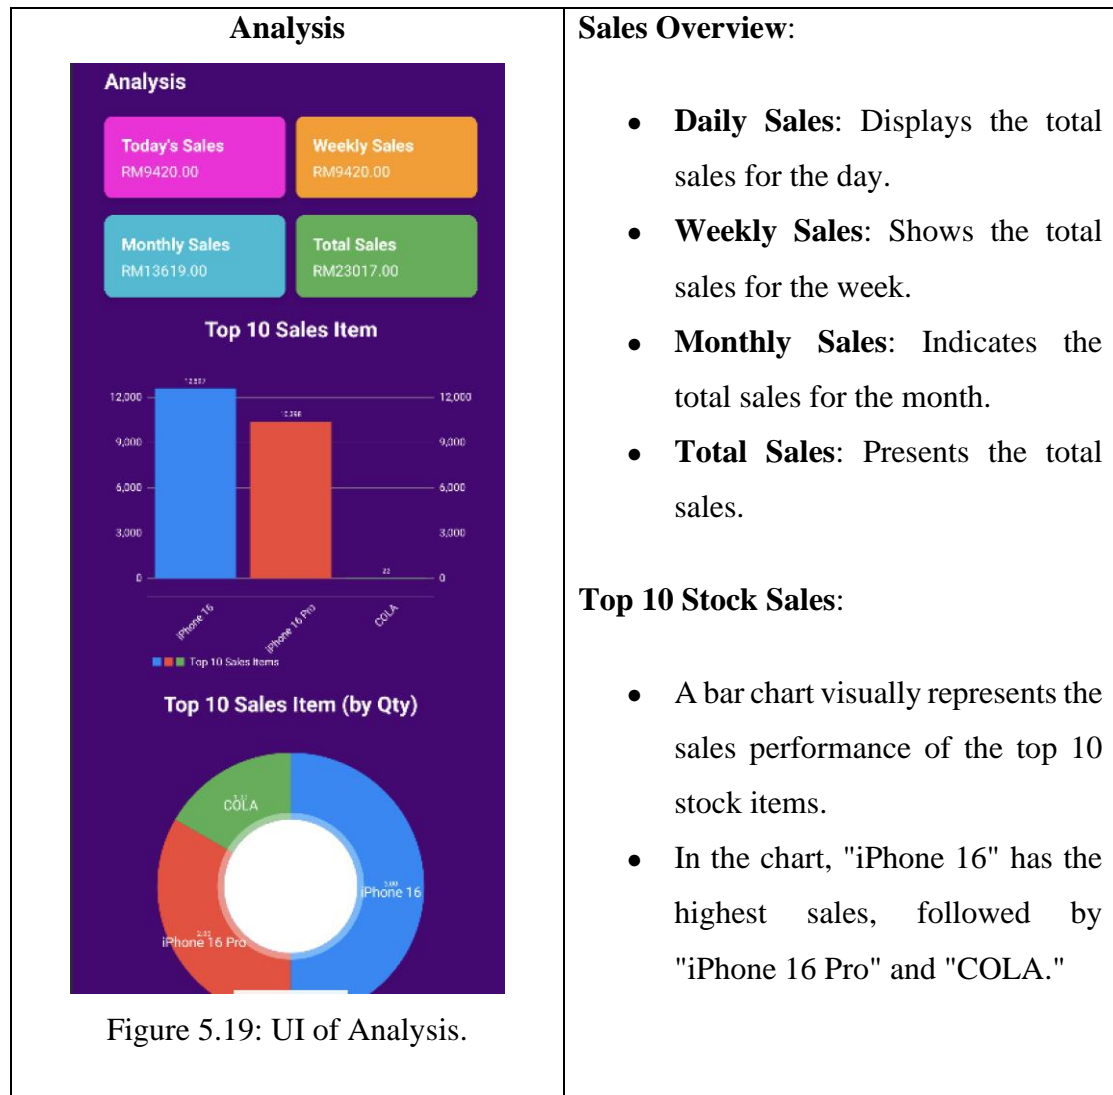 Analysis
Analysis
Today's Sales
RM9420.00
Weekly Sales
RM9420.00
Monthly Sales
RM13619.00
Total Sales
RM23017.00
Top 10 Sales Item
12,000
12,000
10,398
9,000
9,000
6,000
6,000
3,000
3,000
22
0
0
iPhone 16
iPhone 16 Pro
COLA
Top 10 Sales Items
Top 10 Sales Item (by Qty)
COLA
iPhone 16
iPhone 16 Pro
Figure 5.19: UI of Analysis.
Sales Overview:
● Daily Sales: Displays the total
sales for the day.
● Weekly Sales: Shows the total
sales for the week.
● Monthly Sales: Indicates the
total sales for the month.
● Total Sales: Presents the total
sales.
Top 10 Stock Sales:
● A bar chart visually represents the
sales performance of the top 10
stock items.
● In the chart, "iPhone 16" has the
highest sales, followed by
"iPhone 16 Pro" and "COLA."